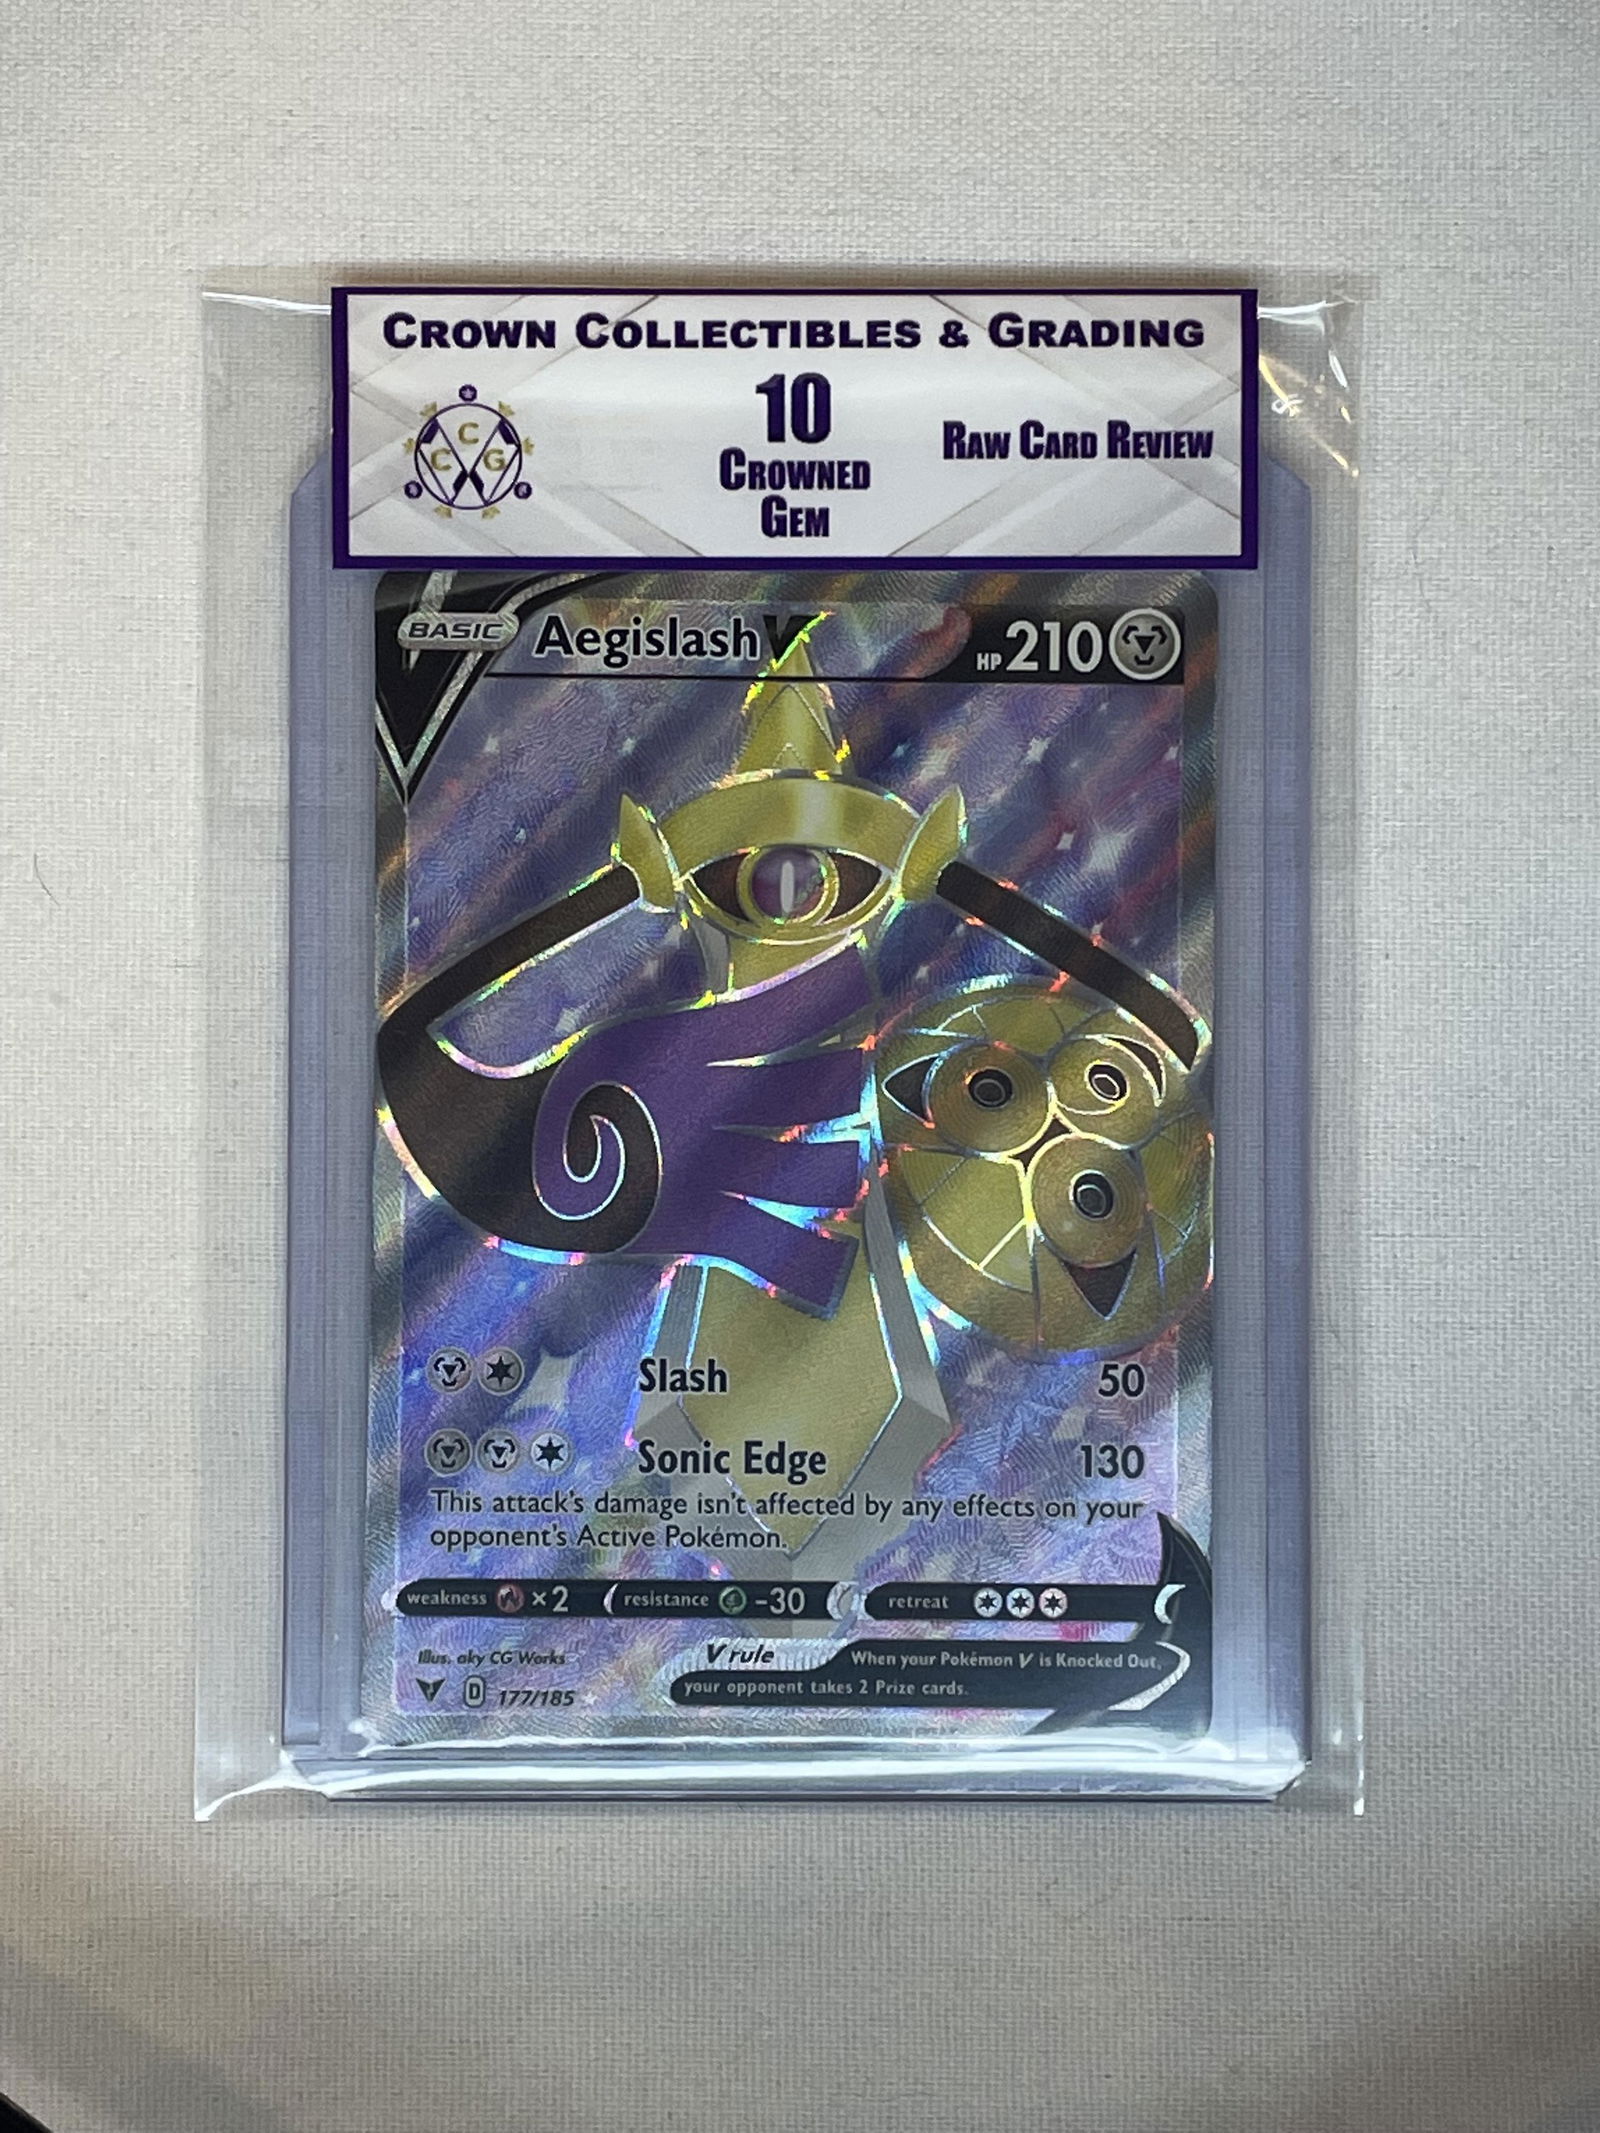 CROWN COLLECTIBLES & GRADING
C
C G
10
CROWNED
GEM
RAW CARD REVIEW
BASIC Aegislash V HP 210
Slash 50
Sonic Edge 130
This attack's damage isn't affected by any effects on your
opponent's Active Pokémon.
weakness ×2 resistance -30 retreat
Illus. aky CG Works
D 177/185
V rule When your Pokémon V is Knocked Out,
your opponent takes 2 Prize cards.